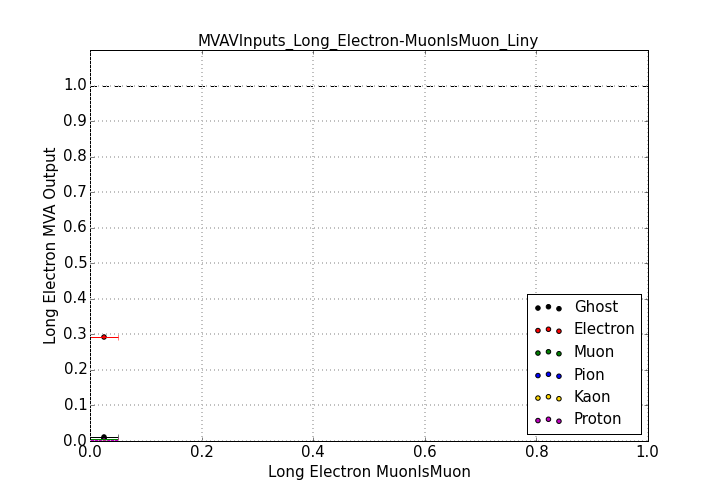 MVAVInputs_Long_Electron-MuonIsMuon_Liny
Long Electron MVA Output
1.0
0.9
0.8
0.7
0.6
0.5
0.4
0.3
0.2
0.1
0.0
Ghost
Electron
Muon
Pion
Kaon
Proton
0.0 0.2 0.4 0.6 0.8 1.0
Long Electron MuonIsMuon